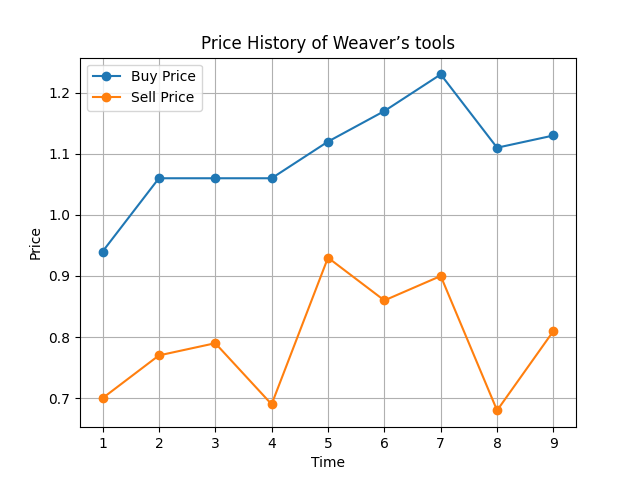 Price History of Weaver’s tools
Buy Price
Sell Price
Price
1.2
1.1
1.0
0.9
0.8
0.7
1 2 3 4 5 6 7 8 9
Time